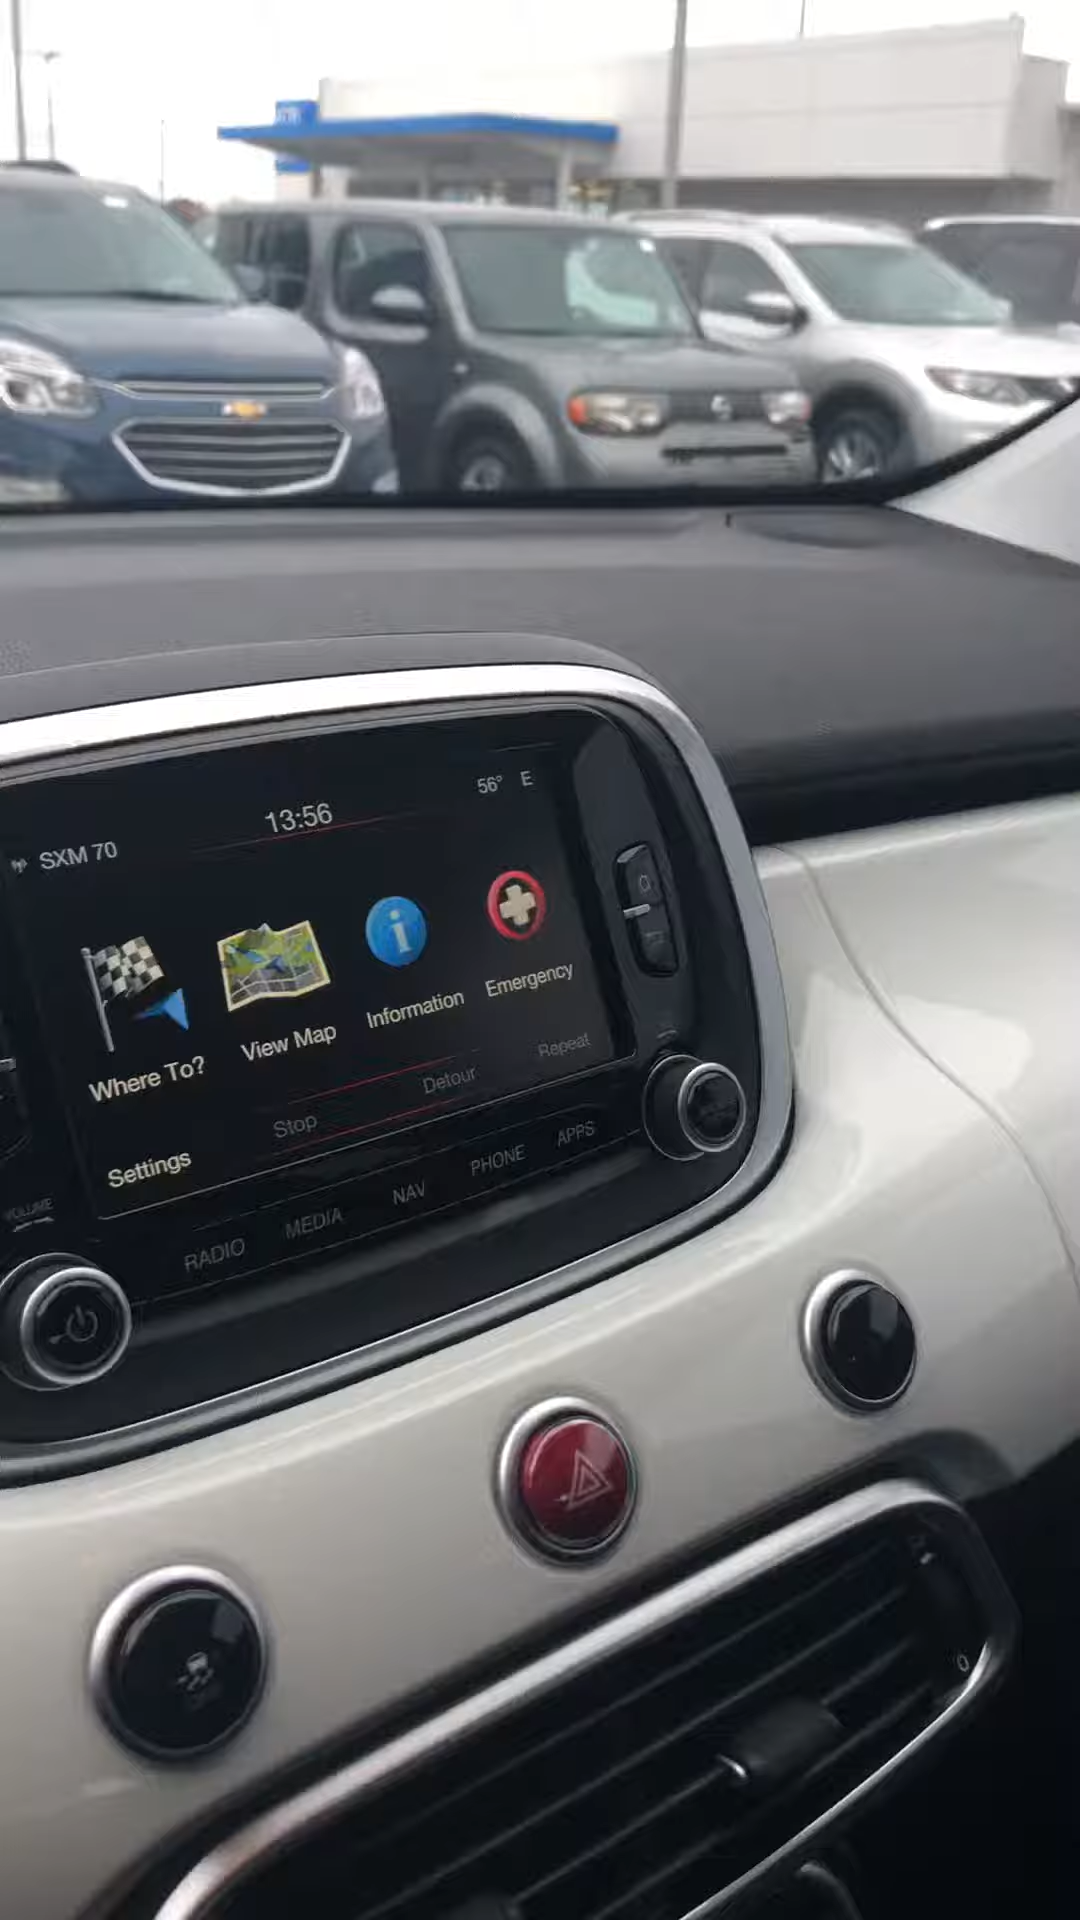 SXM 70
13:56
56° E
Where To?
View Map
Information
Emergency
Settings
Stop
Detour
Repeat
VOLUME
RADIO
MEDIA
NAV
PHONE
APPS